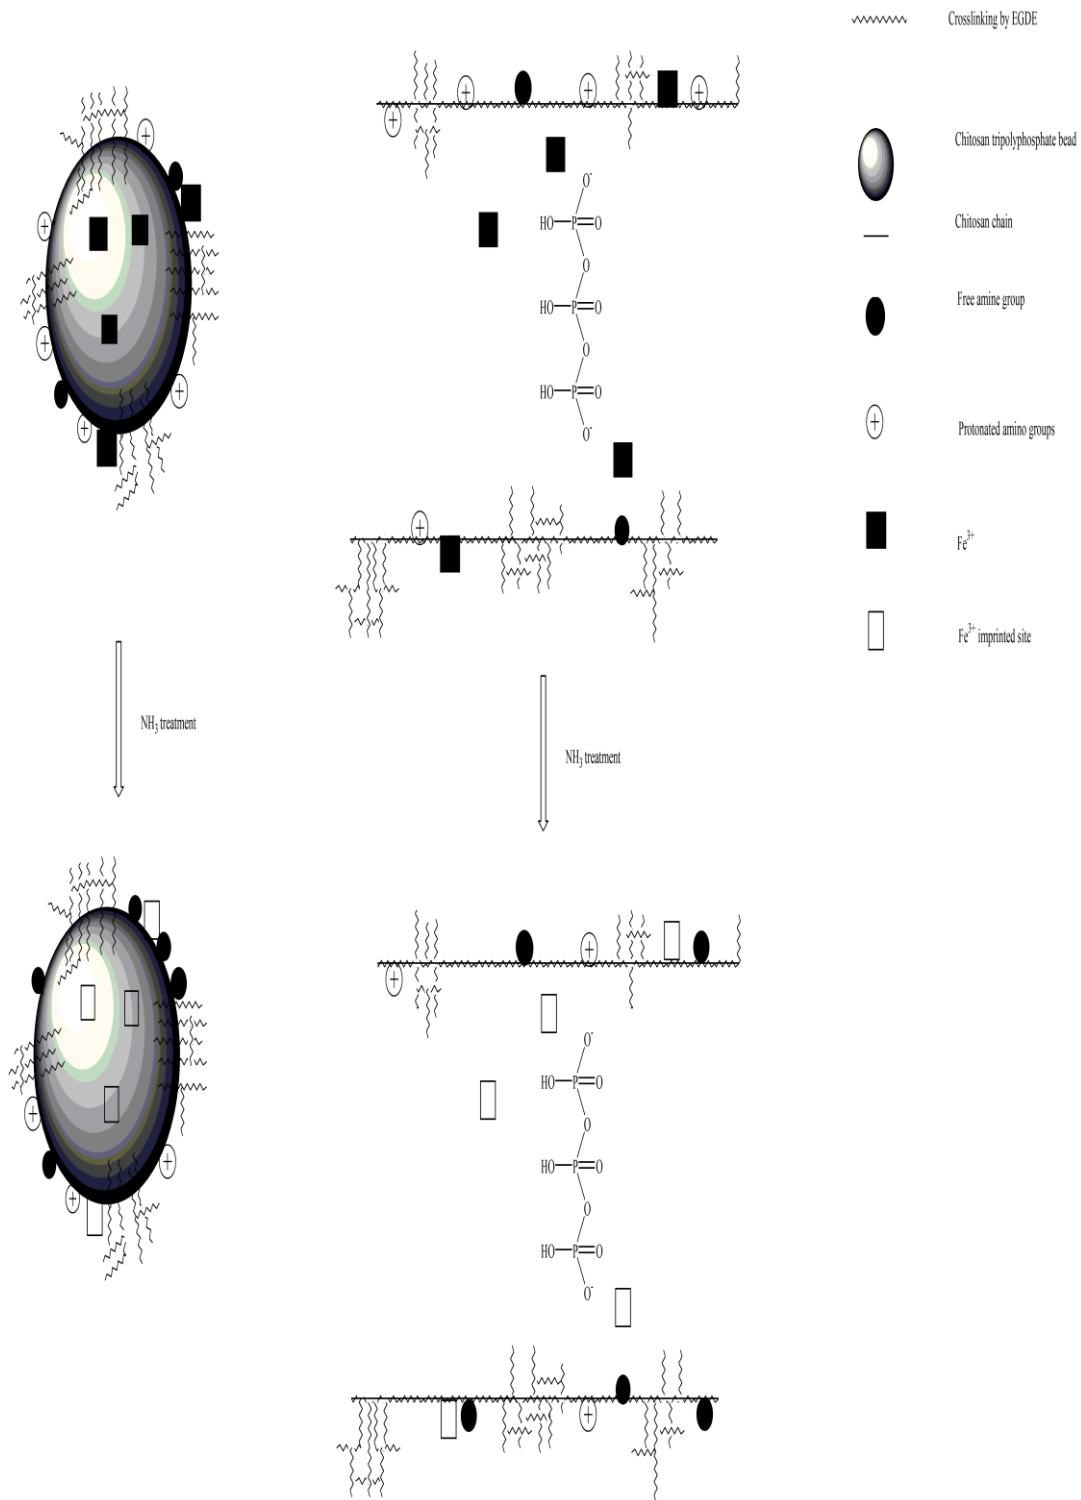 Crosslinking by EGDE
Chitosan tripolyphosphate bead
Chitosan chain
Free amine group
Protonated amino groups
Fe3+
Fe3+ imprinted site
O-
HO—P=O
O
HO—P=O
O
HO—P=O
O-
NH3 treatment
NH3 treatment
O-
HO—P=O
O
HO—P=O
O
HO—P=O
O-